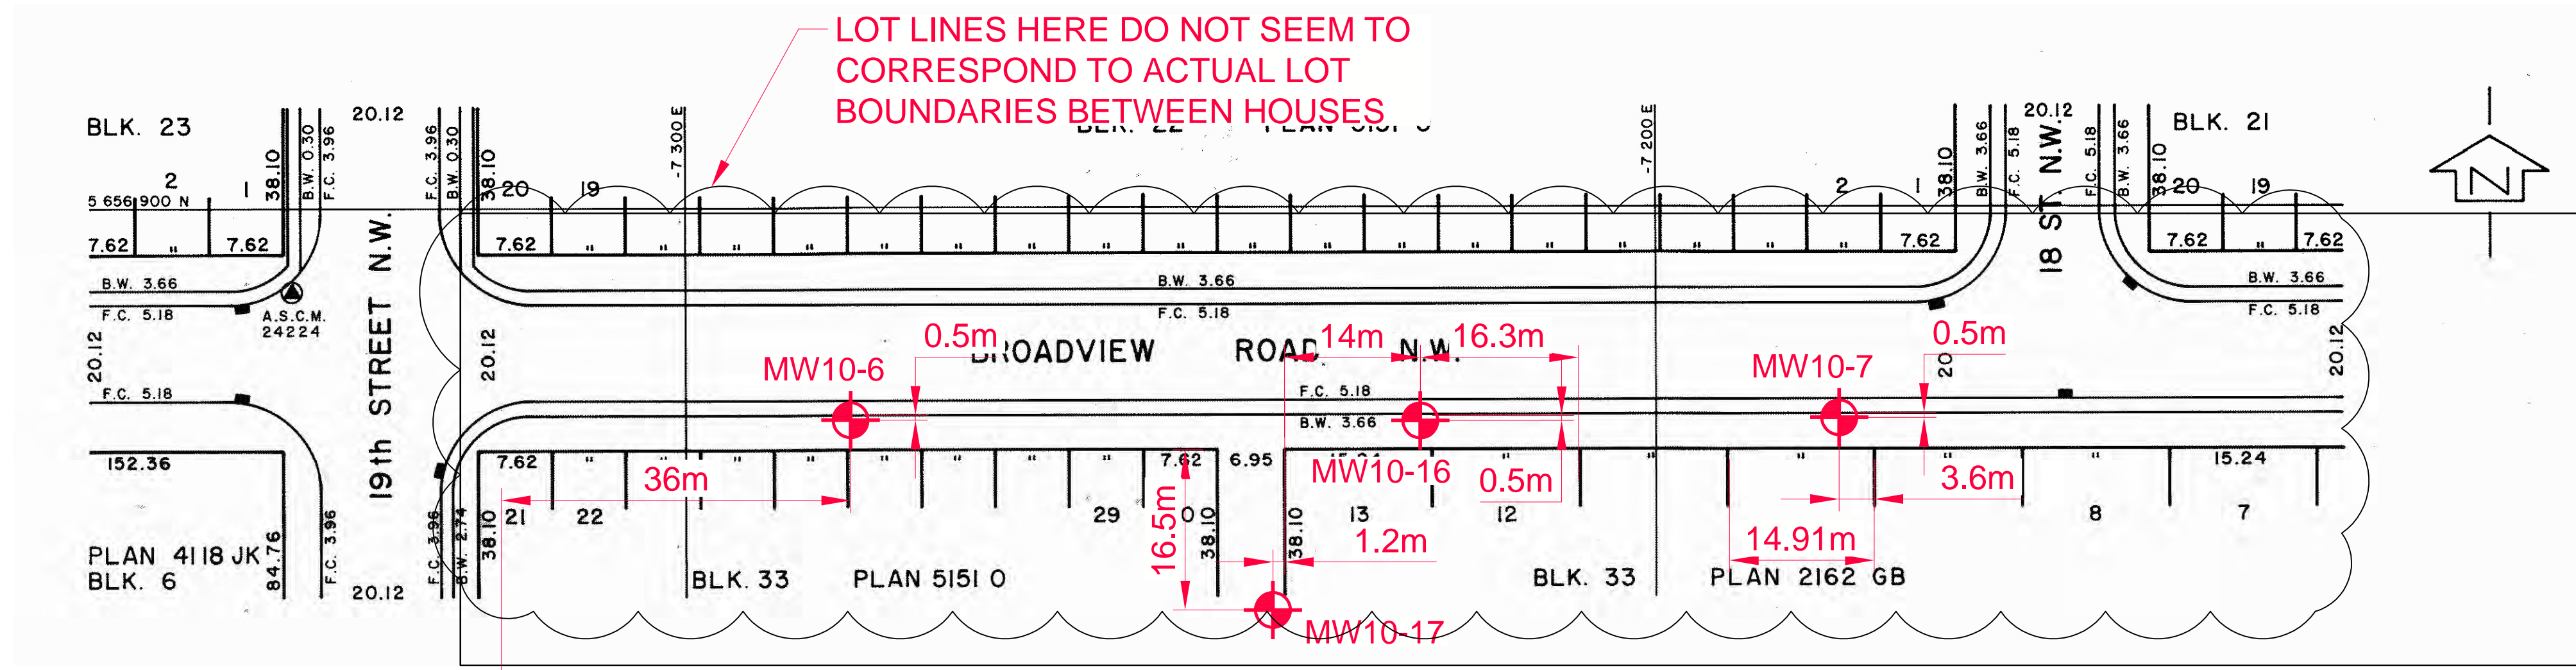 LOT LINES HERE DO NOT SEEM TO
CORRESPOND TO ACTUAL LOT
BOUNDARIES BETWEEN HOUSES
BLK. 23
20.12
BLK. 22 PLAN 5151 O
20.12
BLK. 21
B.W. 0.30
F.C. 3.96
F.C. 3.96
B.W. 0.30
-7 300 E
-7 200 E
B.W. 3.66
F.C. 5.18
18 ST. N.W.
F.C. 5.18
B.W. 3.66
N
2 1 38.10
38.10 20 19
2 1 38.10
38.10 20 19
5 656 900 N
7.62 " 7.62
7.62 " " " " " " " " " " " " " " " " " " 7.62
7.62 " 7.62
B.W. 3.66
B.W. 3.66
B.W. 3.66
F.C. 5.18
F.C. 5.18
F.C. 5.18
A.S.C.M.
24224
19th STREET N.W.
20.12
20.12
BROADVIEW ROAD N.W.
20
20.12
0.5m
14m
16.3m
0.5m
MW10-6
MW10-7
F.C. 5.18
F.C. 5.18
B.W. 3.66
152.36
7.62 " " " " " " " " 7.62 6.95
" " " " 15.24
MW10-16
36m
0.5m
3.6m
16.5m
21 22 29 0 38.10
38.10
38.10 13 12 8 7
1.2m
14.91m
PLAN 4118 JK
BLK. 6
84.76
F.C. 3.96
F.C. 3.96
B.W. 2.74
20.12
BLK. 33 PLAN 5151 O
BLK. 33 PLAN 2162 GB
MW10-17